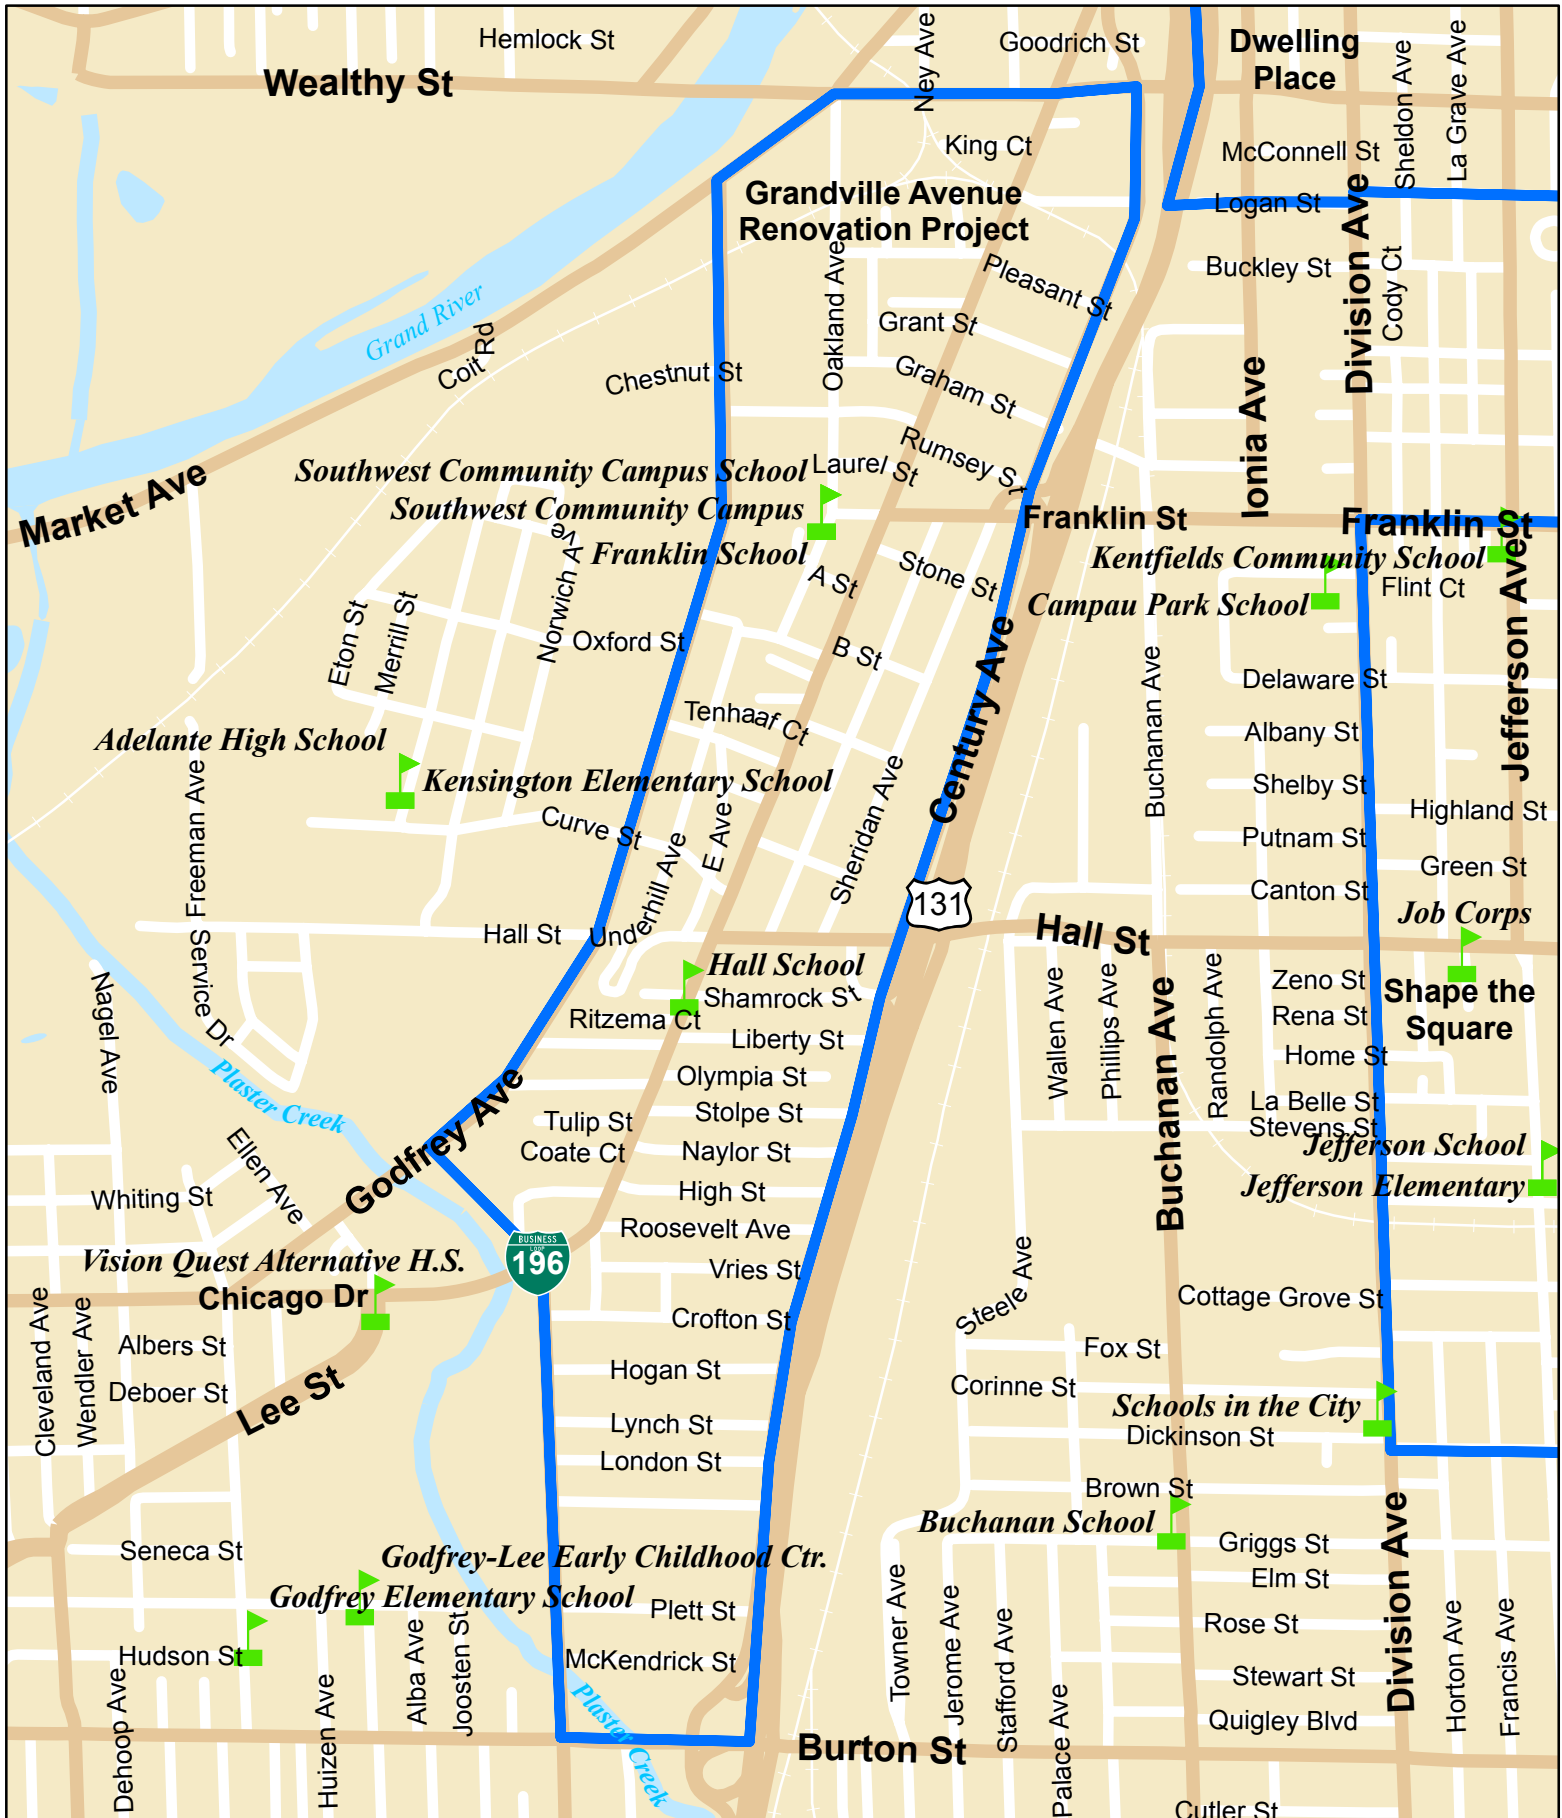 Hemlock St
Goodrich St
Ney Ave
Dwelling
Place
Sheldon Ave
La Grave Ave
Wealthy St
King Ct
McConnell St
Grandville Avenue
Renovation Project
Logan St
Division Ave
Oakland Ave
Pleasant St
Buckley St
Cody Ct
Grand River
Coit Rd
Grant St
Chestnut St
Graham St
Ionia Ave
Rumsey St
Laurel St
Southwest Community Campus School
Southwest Community Campus
Franklin School
Market Ave
Franklin St
Franklin St
Kentfields Community School
Campau Park School
Flint Ct
Jefferson Ave
Norwich Ave
A St
Stone St
Eton St
Merrill St
Oxford St
B St
Century Ave
Buchanan Ave
Delaware St
Tenhaaf Ct
Albany St
Adelante High School
Kensington Elementary School
Shelby St
Freeman Ave
Curve St
E Ave
Sheridan Ave
Highland St
Putnam St
Underhill Ave
Green St
Canton St
131
Job Corps
Hall St
Hall St
Service Dr
Nagel Ave
Hall School
Shamrock St
Ritzema Ct
Wallen Ave
Phillips Ave
Buchanan Ave
Randolph Ave
Zeno St
Shape the
Square
Rena St
Liberty St
Home St
Plaster Creek
Godfrey Ave
Olympia St
Stolpe St
Tulip St
La Belle St
Stevens St
Coate Ct
Naylor St
Jefferson School
Jefferson Elementary
Ellen Ave
Whiting St
High St
Roosevelt Ave
BUSINESS
LOOP
196
Vision Quest Alternative H.S.
Vries St
Steele Ave
Chicago Dr
Cottage Grove St
Cleveland Ave
Wendler Ave
Crofton St
Albers St
Fox St
Hogan St
Deboer St
Corinne St
Lee St
Schools in the City
Lynch St
Dickinson St
London St
Brown St
Division Ave
Buchanan School
Seneca St
Godfrey-Lee Early Childhood Ctr.
Griggs St
Elm St
Godfrey Elementary School
Plett St
Rose St
Towner Ave
Jerome Ave
Stafford Ave
Horton Ave
Francis Ave
Hudson St
McKendrick St
Stewart St
Dehoop Ave
Huizen Ave
Alba Ave
Joosten St
Plaster Creek
Palace Ave
Quigley Blvd
Burton St
Cutler St